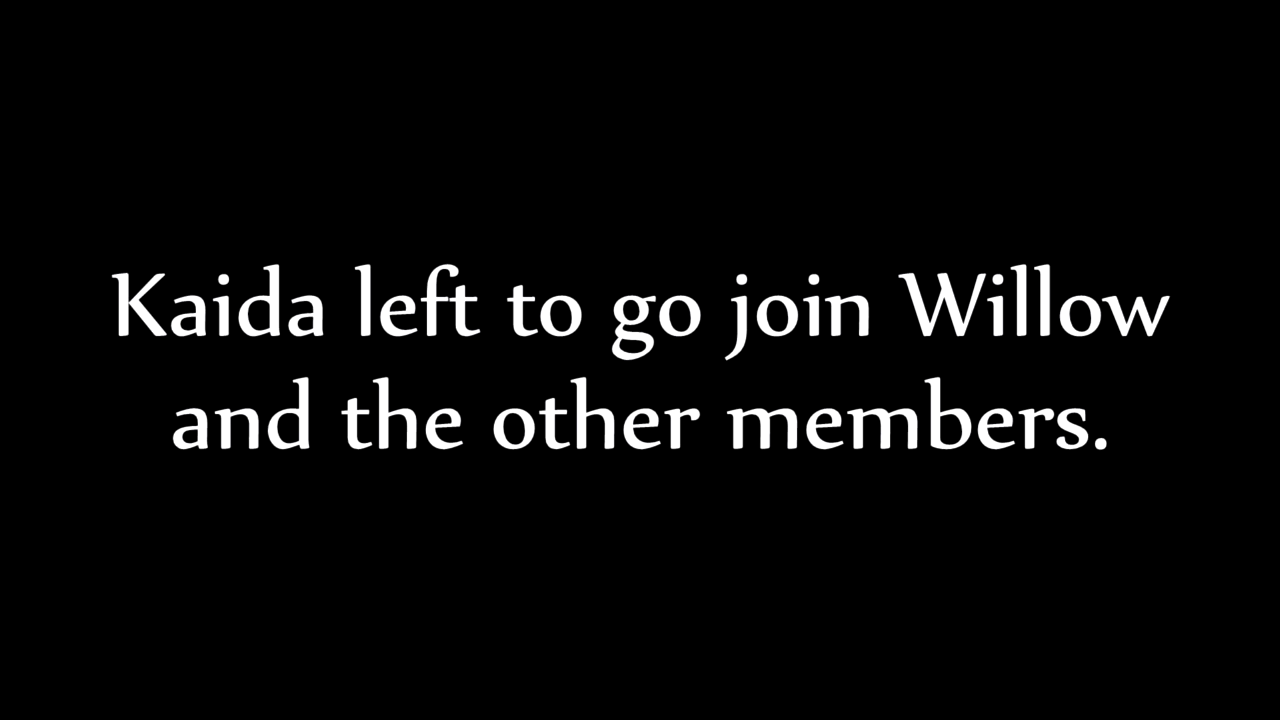 Kaida left to go join Willow
and the other members.